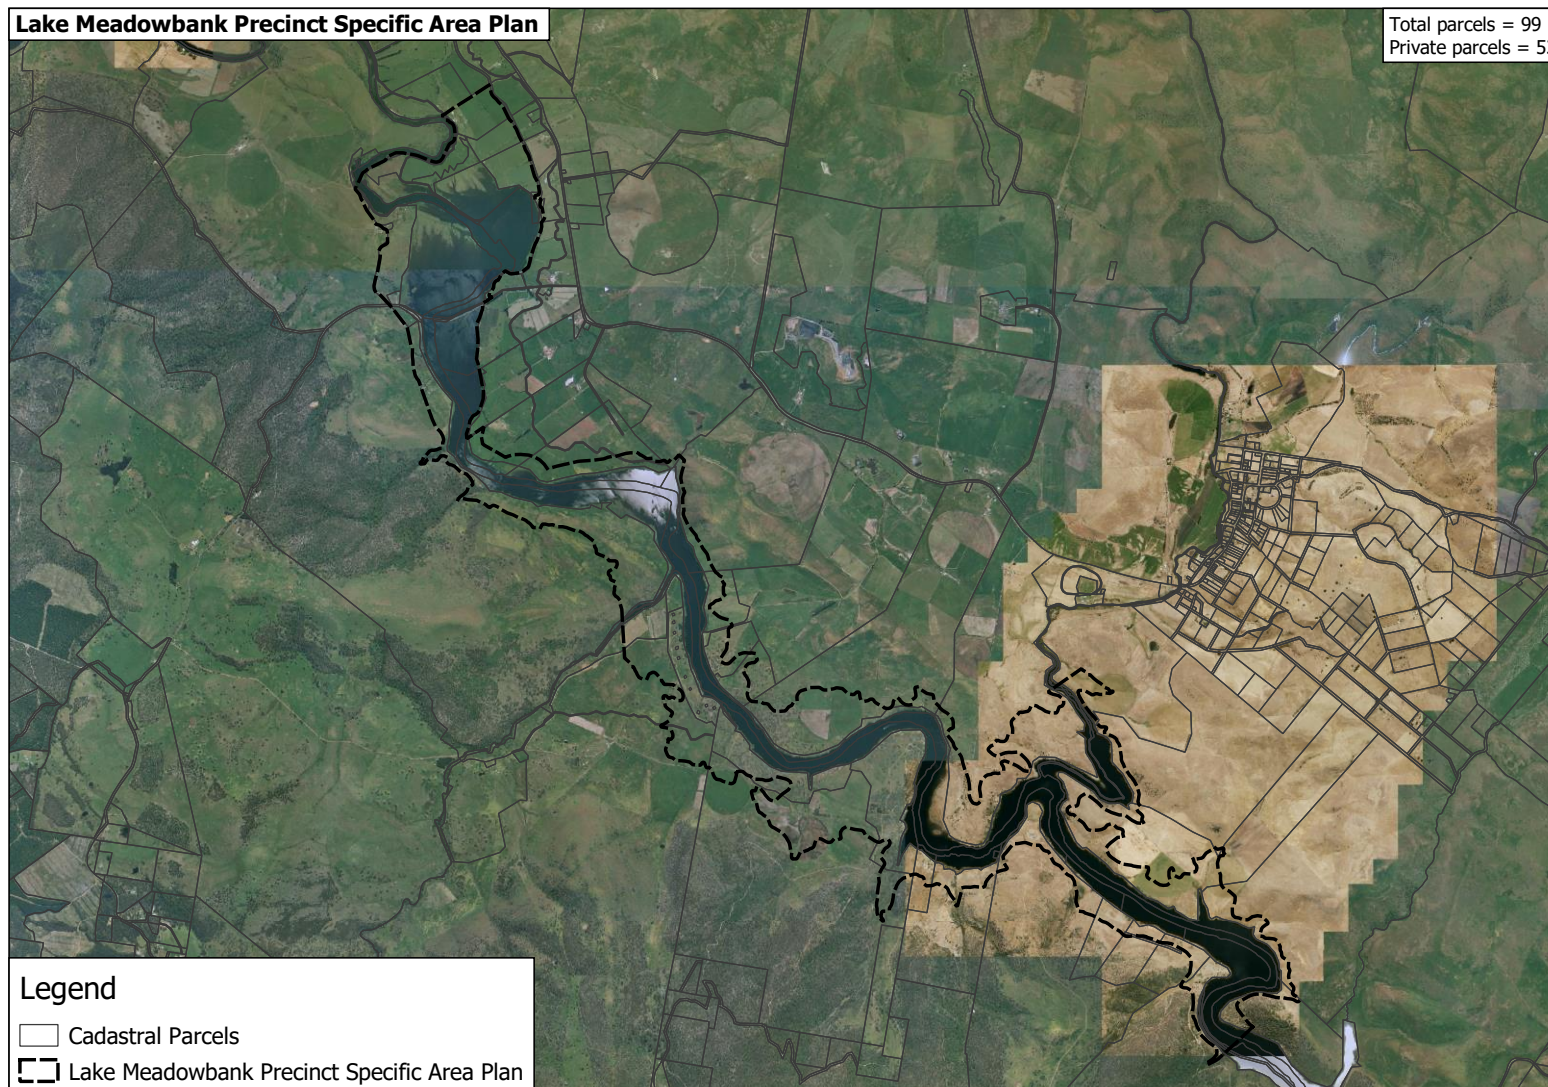 Lake Meadowbank Precinct Specific Area Plan
Total parcels = 99
Private parcels =
Legend
Cadastral Parcels
Lake Meadowbank Precinct Specific Area Plan